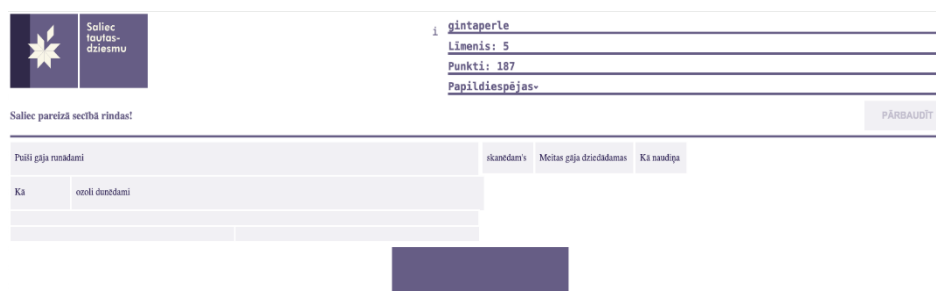 Saliec
tautas-
dziesmu
i gintaperle
Līmenis: 5
Punkti: 187
Papildiespējas
Saliec pareizā secībā rindas!
PĀRBAUDĪT
Puiši gāja runādami
skanēdam's Meitas gāja dziedādamas Kā naudiņa
Kā ozoli dunēdami